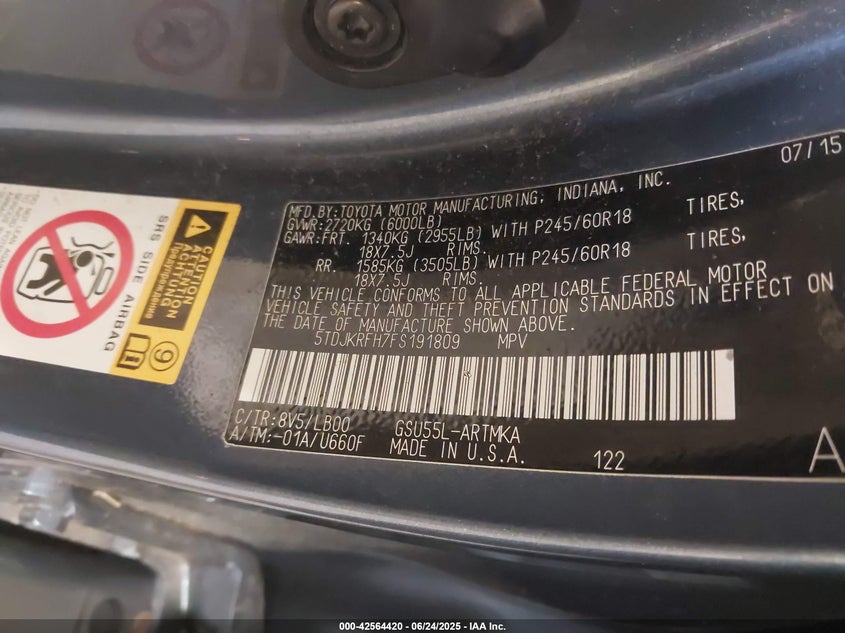 07/15
MFD.BY:TOYOTA MOTOR MANUFACTURING, INDIANA, INC.
GVWR:2720KG (6000LB)
GAWR:FRT. 1340KG (2955LB) WITH P245/60R18 TIRES,
18X7.5J RIMS.
RR. 1585KG (3505LB) WITH P245/60R18 TIRES,
18X7.5J RIMS.
THIS VEHICLE CONFORMS TO ALL APPLICABLE FEDERAL MOTOR
VEHICLE SAFETY AND THEFT PREVENTION STANDARDS IN EFFECT ON
THE DATE OF MANUFACTURE SHOWN ABOVE.
5TDJKRFH7FS191809 MPV
C/TR:8V5/LB00 GSU55L-ARTMKA
A/TM:-01A/U660F MADE IN U.S.A. 122
A
SRS SIDE AIRBAG
CAUTION
ATTENTION
ACHTUNG
9
000-42564420 - 06/24/2025 - IAA Inc.